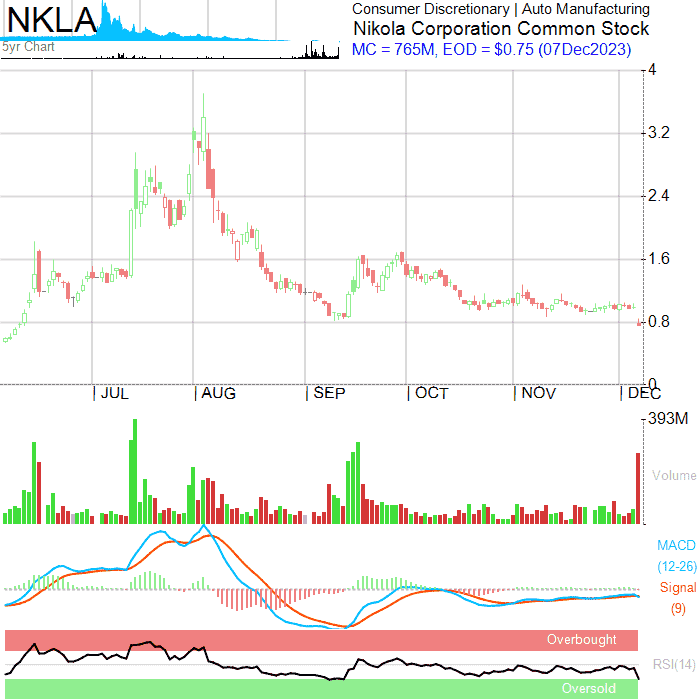 NKLA
5yr Chart
Consumer Discretionary | Auto Manufacturing
Nikola Corporation Common Stock
MC = 765M, EOD = $0.75 (07Dec2023)
4
3.2
2.4
1.6
0.8
0
| JUL | AUG | SEP | OCT | NOV | DEC
393M
Volume
MACD
(12-26)
Signal
(9)
Overbought
RSI(14)
Oversold